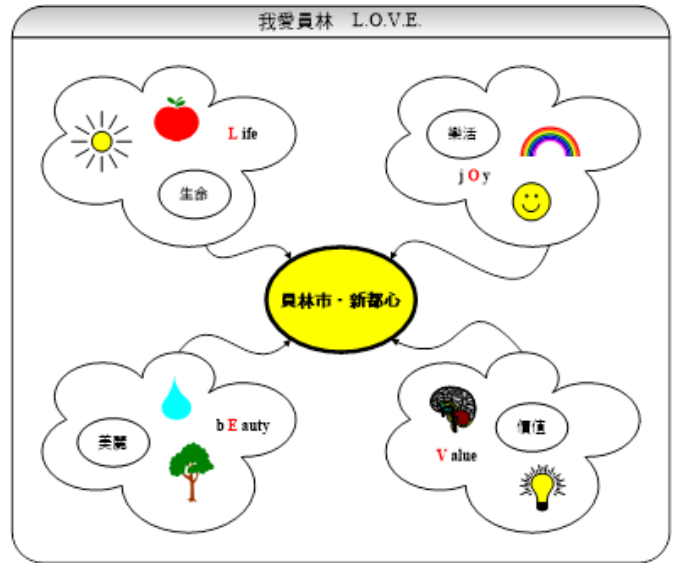 我愛員林 L.O.V.E.
Life
生命
樂活
jOy
員林市・新都心
bEauty
美麗
價值
Value